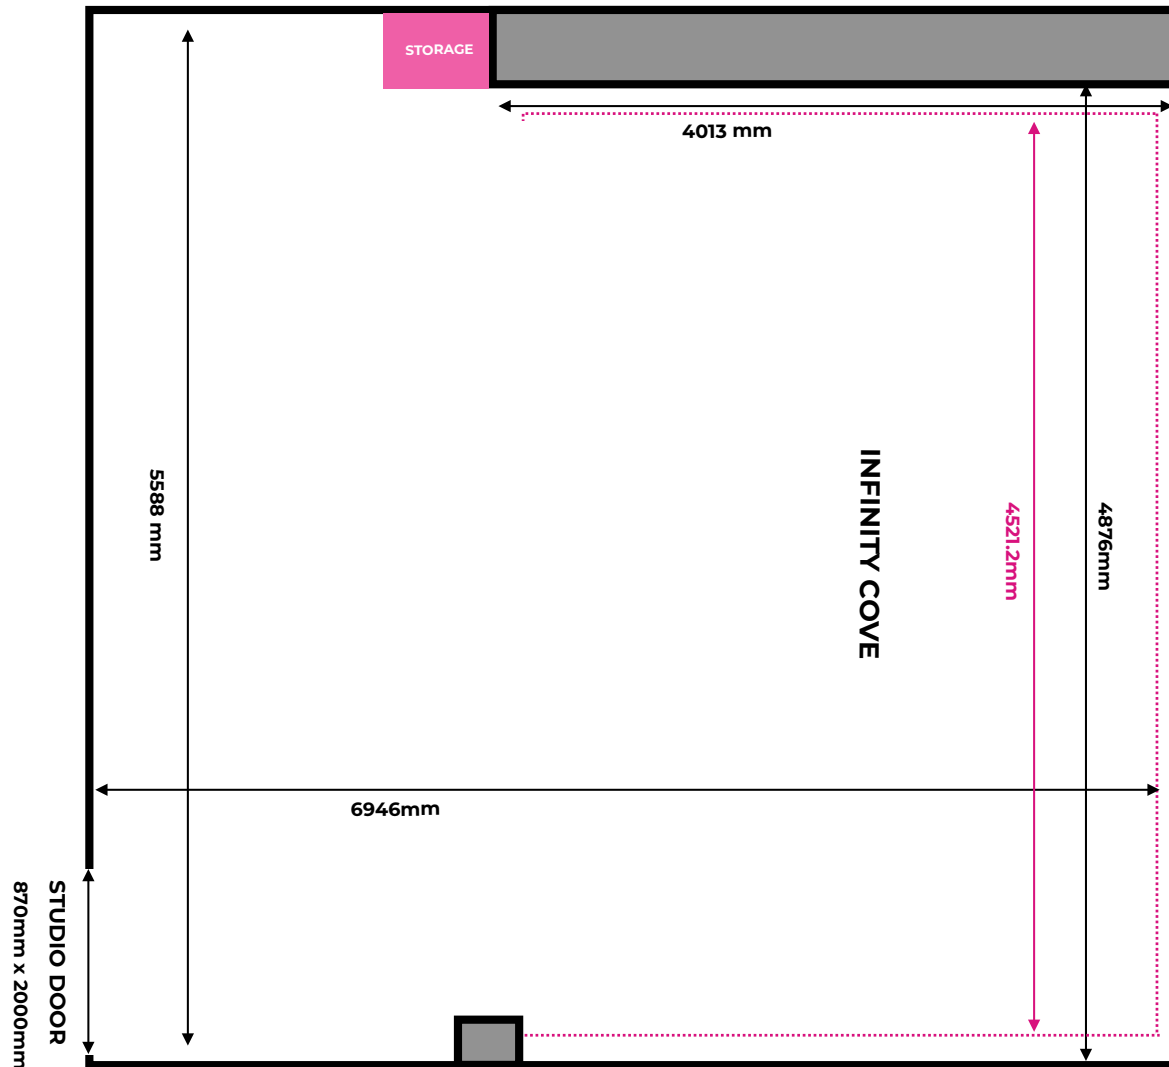 STORAGE
4013 mm
5588 mm
INFINITY COVE
4521.2mm
4876mm
6946mm
STUDIO DOOR
870mm x 2000mm